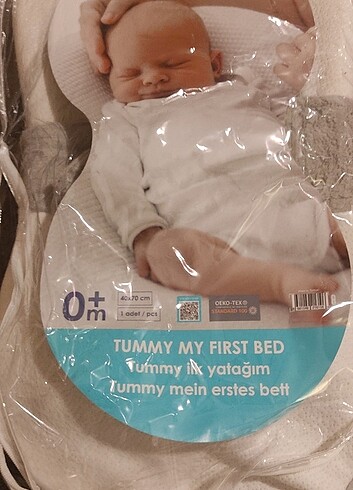 0+
m
40x70 cm
1 adet / pcs
OEKO-TEX®
STANDARD 100
TUMMY MY FIRST BED
Tummy ilk yatağım
Tummy mein erstes bett